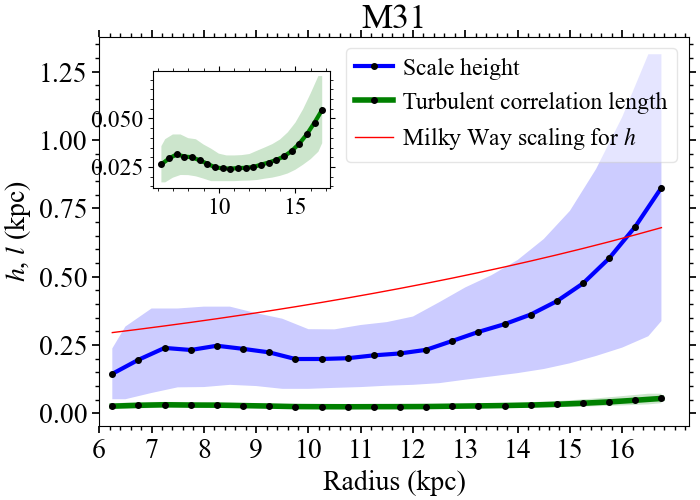 M31
Scale height
Turbulent correlation length
Milky Way scaling for h
h, l (kpc)
1.25
1.00
0.75
0.50
0.25
0.00
0.050
0.025
10 15
6 7 8 9 10 11 12 13 14 15 16
Radius (kpc)